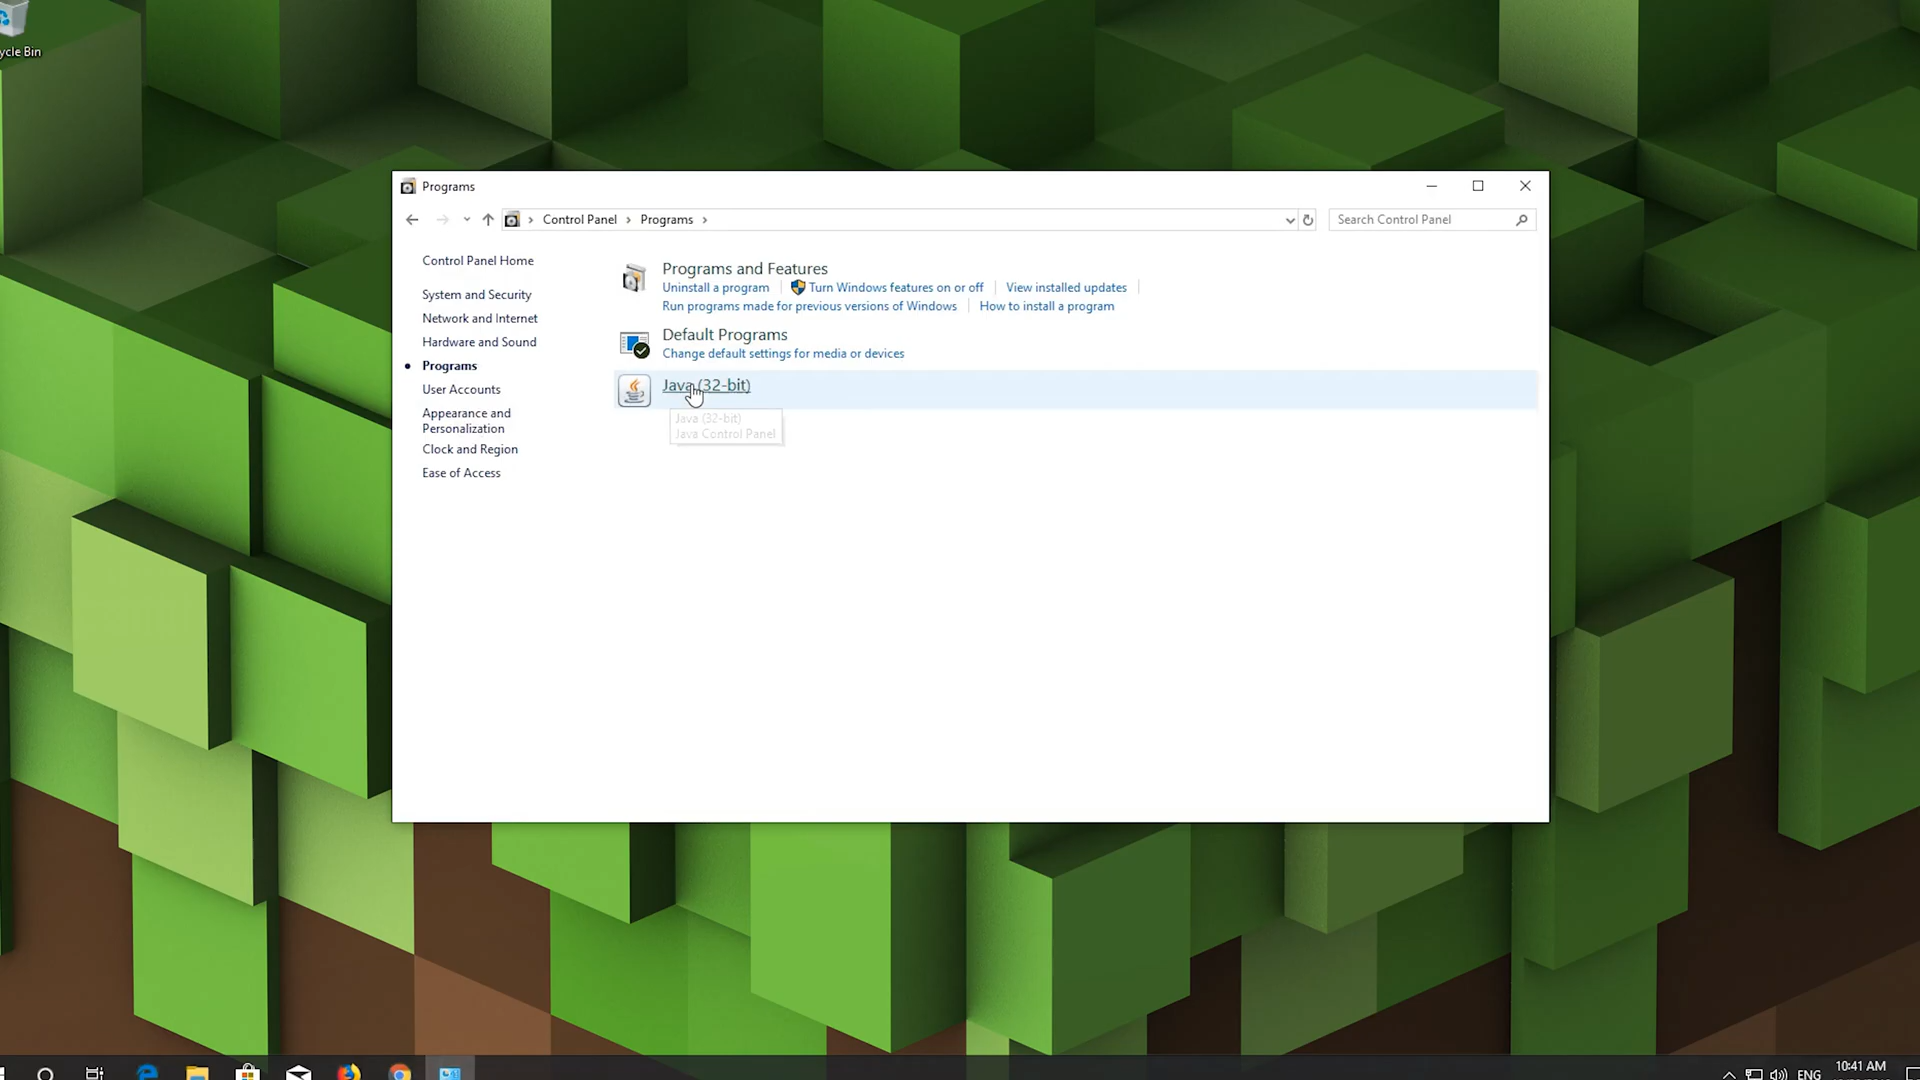 ycle Bin
Programs
Control Panel
Programs
Search Control Panel
Control Panel Home
System and Security
Network and Internet
Hardware and Sound
Programs
User Accounts
Appearance and
Personalization
Clock and Region
Ease of Access
Programs and Features
Uninstall a program
Turn Windows features on or off
View installed updates
Run programs made for previous versions of Windows
How to install a program
Default Programs
Change default settings for media or devices
Java (32-bit)
Java (32-bit)
Java Control Panel
ENG
10:41 AM